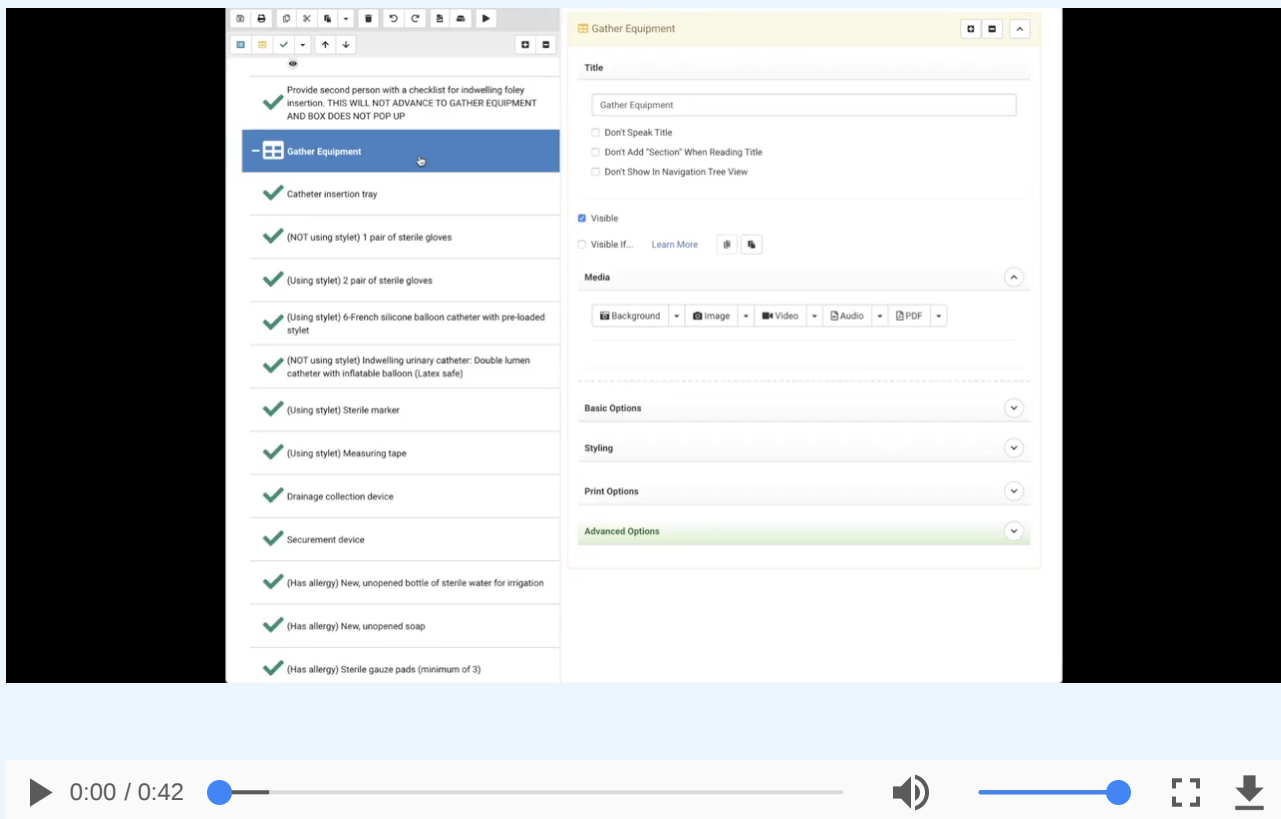 Gather Equipment
Title
Provide second person with a checklist for indwelling foley
insertion. THIS WILL NOT ADVANCE TO GATHER EQUIPMENT
AND BOX DOES NOT POP UP
Gather Equipment
Catheter insertion tray
(NOT using stylet) 1 pair of sterile gloves
(Using stylet) 2 pair of sterile gloves
(Using stylet) 6-French silicone balloon catheter with pre-loaded
stylet
(NOT using stylet) Indwelling urinary catheter: Double lumen
catheter with inflatable balloon (Latex safe)
(Using stylet) Sterile marker
(Using stylet) Measuring tape
Drainage collection device
Securement device
(Has allergy) New, unopened bottle of sterile water for irrigation
(Has allergy) New, unopened soap
(Has allergy) Sterile gauze pads (minimum of 3)
Gather Equipment
Don't Speak Title
Don't Add "Section" When Reading Title
Don't Show In Navigation Tree View
Visible
Visible If... Learn More
Media
Background Image Video Audio PDF
Basic Options
Styling
Print Options
Advanced Options
0:00 / 0:42